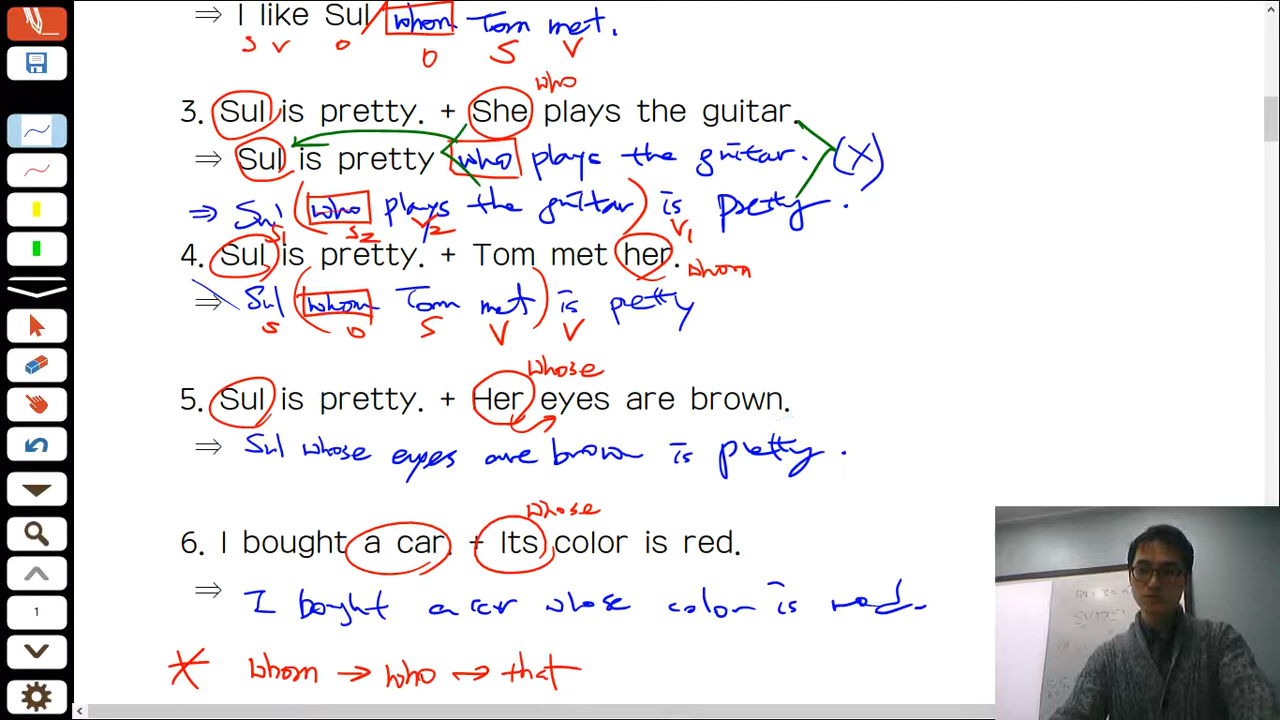 ⇒ I like Sul whom Tom met.
S V O O S V
who
3. Sul is pretty. + She plays the guitar.
⇒ Sul is pretty who plays the guitar. (X)
⇒ Sul (who plays the guitar) is pretty.
S1 S2 V2 V1
4. Sul is pretty. + Tom met her.
whom
⇒ Sul (whom Tom met) is pretty
S O S V V
whose
5. Sul is pretty. + Her eyes are brown.
⇒ Sul whose eyes are brown is pretty.
whose
6. I bought a car. + Its color is red.
⇒ I bought a car whose color is red.
* whom → who → that
1